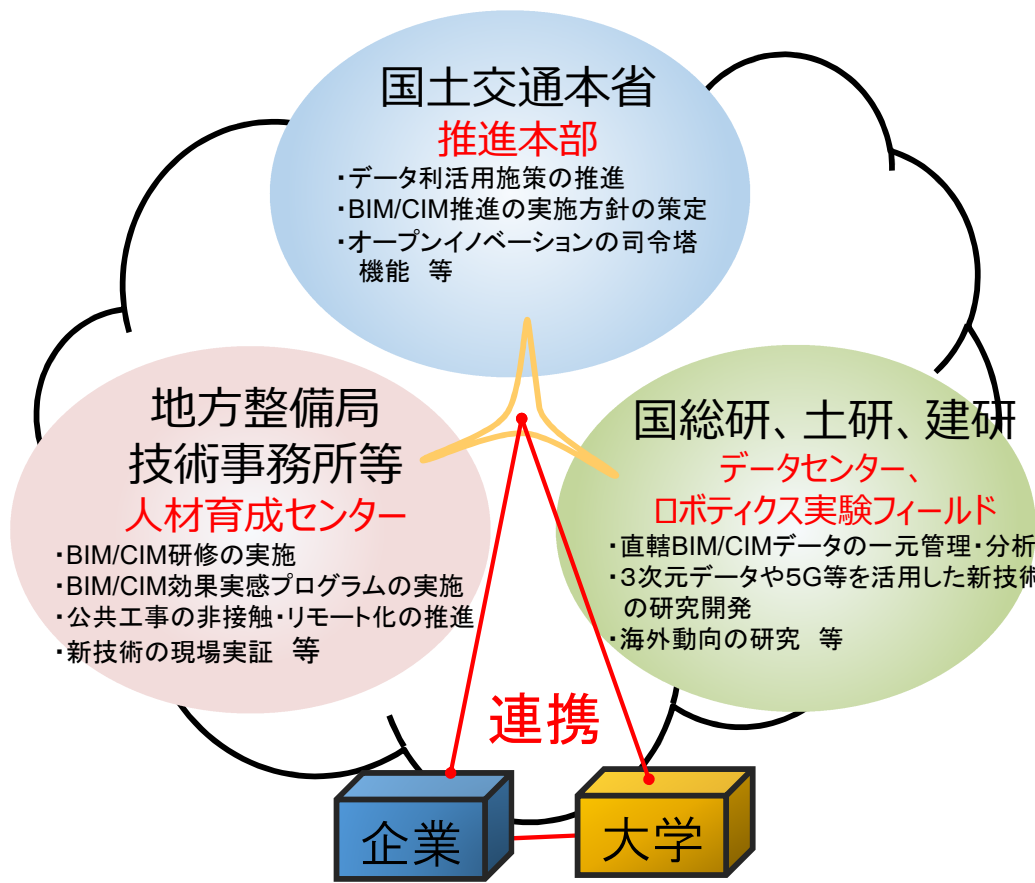 国土交通本省
推進本部
・データ利活用施策の推進
・BIM/CIM推進の実施方針の策定
・オープンイノベーションの司令塔
機能　等
地方整備局
技術事務所等
人材育成センター
・BIM/CIM研修の実施
・BIM/CIM効果実感プログラムの実施
・公共工事の非接触・リモート化の推進
・新技術の現場実証　等
国総研、土研、建研
データセンター、
ロボティクス実験フィールド
・直轄BIM/CIMデータの一元管理・分析
・３次元データや５G等を活用した新技術
の研究開発
・海外動向の研究　等
連携
企業
大学